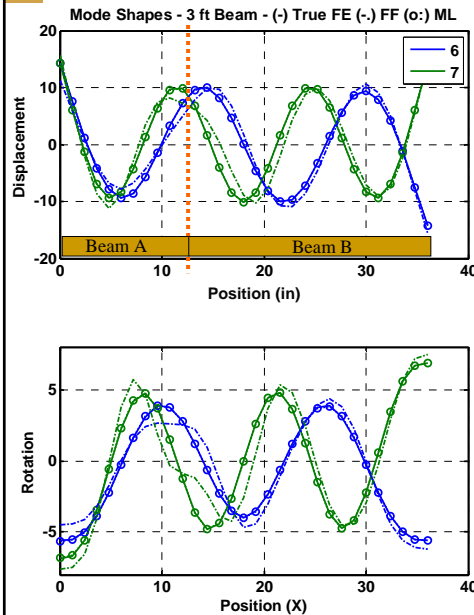 Mode Shapes - 3 ft Beam - (-) True FE (-.) FF (o:) ML
20
10
0
-10
-20
Displacement
6
7
Beam A
Beam B
0
10
20
30
40
Position (in)
5
0
-5
Rotation
0
10
20
30
40
Position (X)